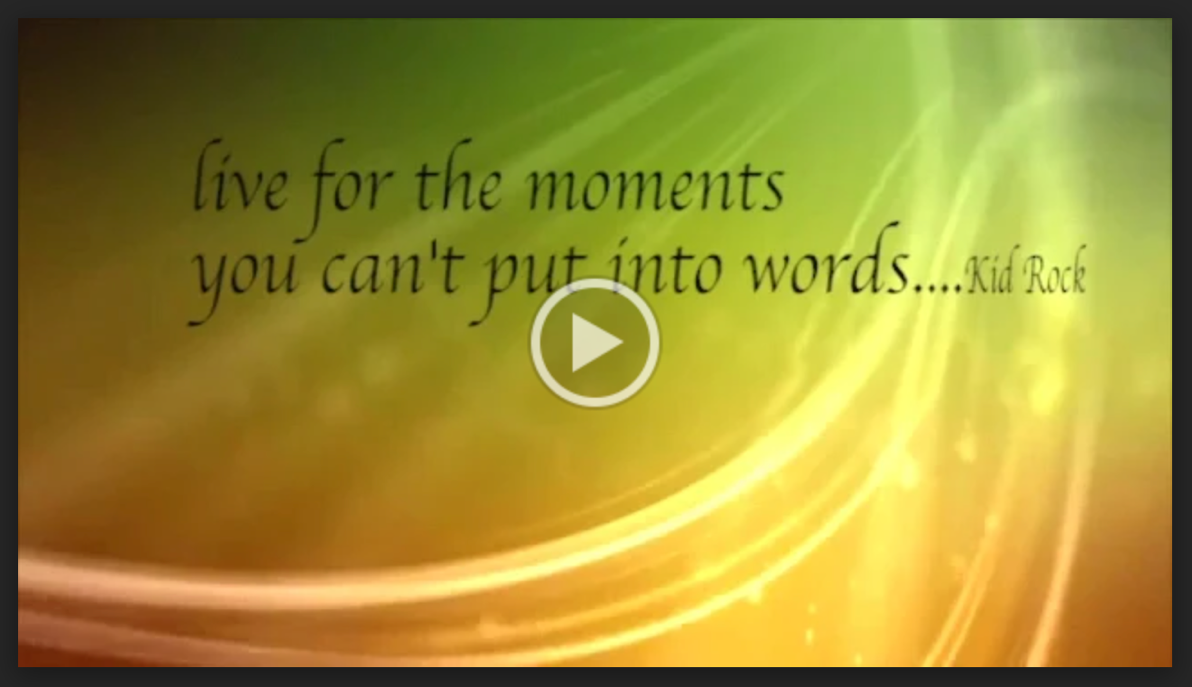 live for the moments
you can't put into words....Kid Rock